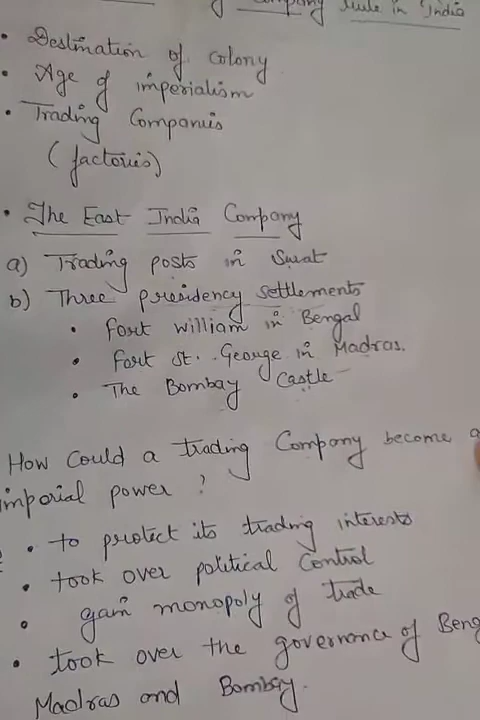 of Company Rule in India
• Destination of colony
• Age of imperialism
• Trading Companies
(factories)
• The East India Company
a) Trading posts in Surat
b) Three presidency settlements
• Fort william in Bengal
• Fort St. George in Madras.
• The Bombay Castle
How could a trading Company become a
imperial power?
• to protect its trading interests
• took over political Control
• gain monopoly of trade
• took over the governance of Beng
Madras and Bombay.